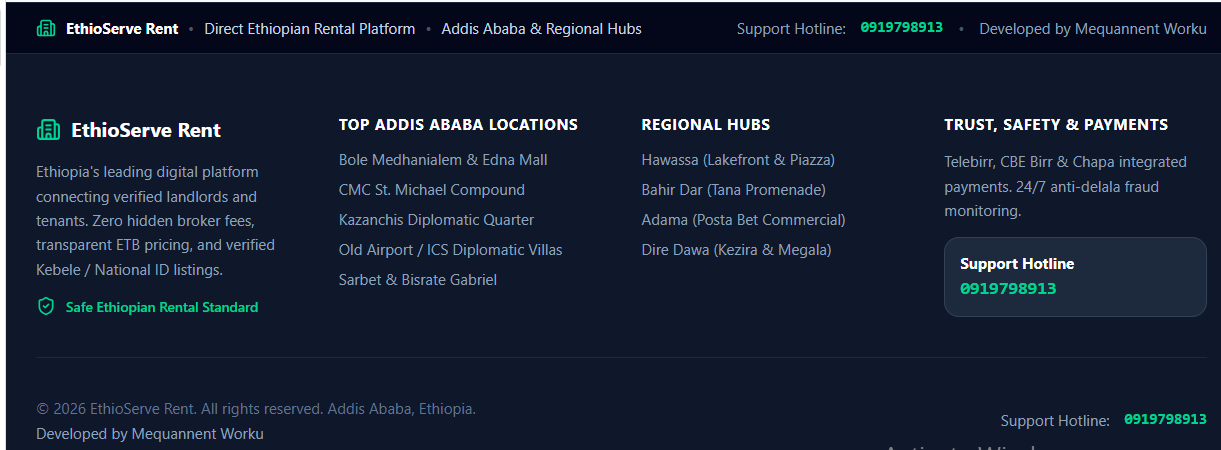 EthioServe Rent • Direct Ethiopian Rental Platform • Addis Ababa & Regional Hubs
Support Hotline: 0919798913 • Developed by Mequannent Worku
EthioServe Rent
Ethiopia's leading digital platform
connecting verified landlords and
tenants. Zero hidden broker fees,
transparent ETB pricing, and verified
Kebele / National ID listings.
Safe Ethiopian Rental Standard
TOP ADDIS ABABA LOCATIONS
Bole Medhanialem & Edna Mall
CMC St. Michael Compound
Kazanchis Diplomatic Quarter
Old Airport / ICS Diplomatic Villas
Sarbet & Bisrate Gabriel
REGIONAL HUBS
Hawassa (Lakefront & Piazza)
Bahir Dar (Tana Promenade)
Adama (Posta Bet Commercial)
Dire Dawa (Kezira & Megala)
TRUST, SAFETY & PAYMENTS
Telebirr, CBE Birr & Chapa integrated
payments. 24/7 anti-delala fraud
monitoring.
Support Hotline
0919798913
© 2026 EthioServe Rent. All rights reserved. Addis Ababa, Ethiopia.
Developed by Mequannent Worku
Support Hotline: 0919798913